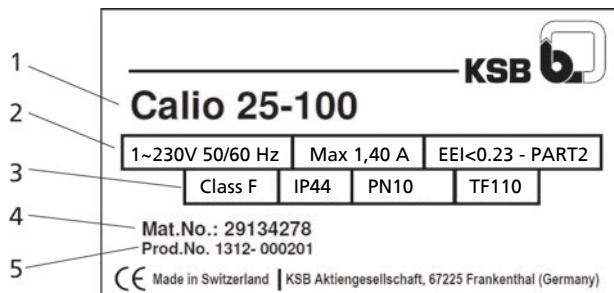 KSB
1 Calio 25-100
2 1~230V 50/60 Hz Max 1,40 A EEI<0.23 - PART2
3 Class F IP44 PN10 TF110
4 Mat.No.: 29134278
5 Prod.No. 1312- 000201
CE Made in Switzerland KSB Aktiengesellschaft, 67225 Frankenthal (Germany)